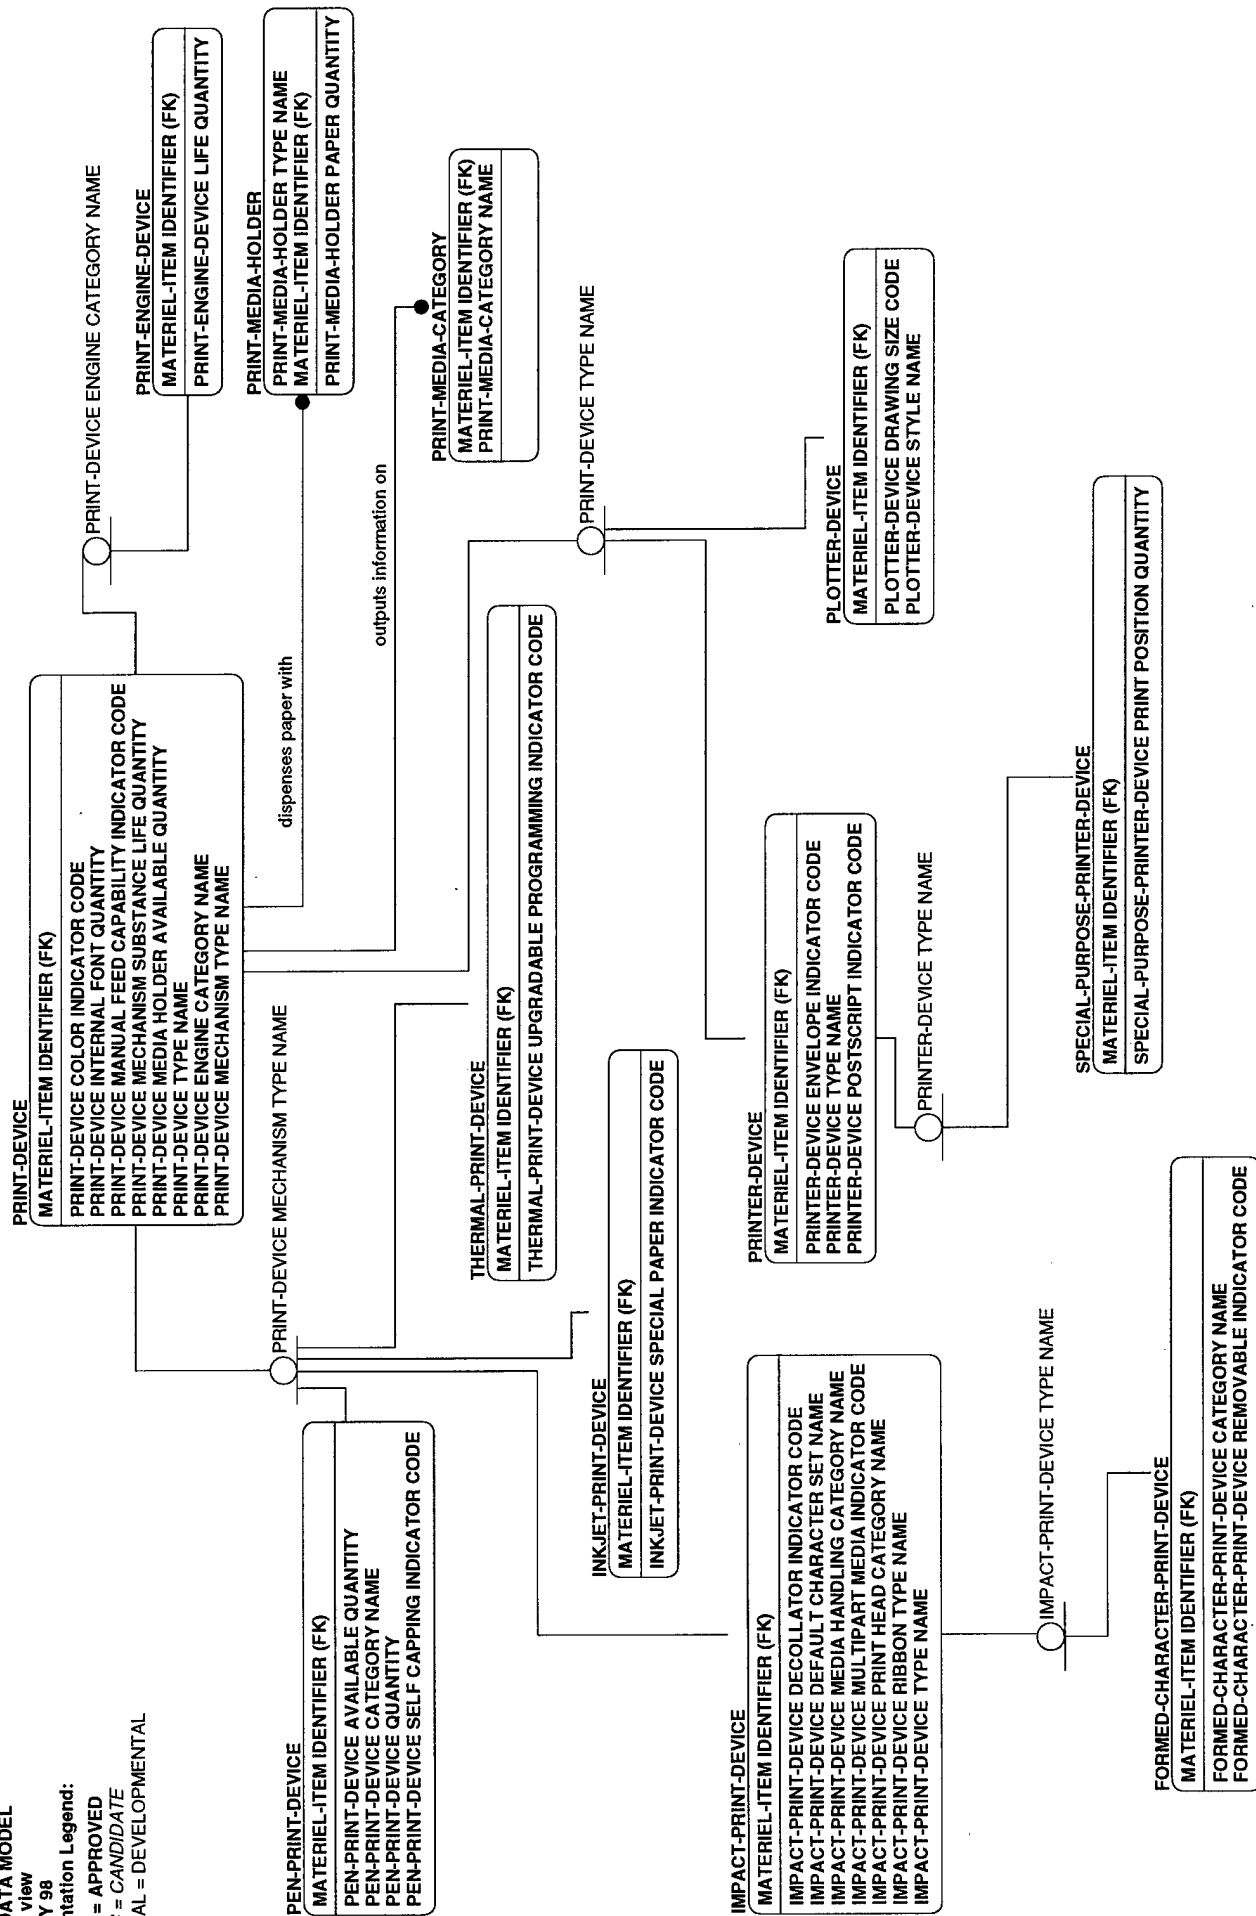 DATA MODEL
view
Y 98
ntation Legend:
= APPROVED
= CANDIDATE
AL = DEVELOPMENTAL
PRINT-DEVICE
MATERIEL-ITEM IDENTIFIER (FK)
PRINT-DEVICE COLOR INDICATOR CODE
PRINT-DEVICE INTERNAL FONT QUANTITY
PRINT-DEVICE MANUAL FEED CAPABILITY INDICATOR CODE
PRINT-DEVICE MECHANISM SUBSTANCE LIFE QUANTITY
PRINT-DEVICE MEDIA HOLDER AVAILABLE QUANTITY
PRINT-DEVICE TYPE NAME
PRINT-DEVICE ENGINE CATEGORY NAME
PRINT-DEVICE MECHANISM TYPE NAME
PRINT-DEVICE ENGINE CATEGORY NAME
PRINT-ENGINE-DEVICE
MATERIEL-ITEM IDENTIFIER (FK)
PRINT-ENGINE-DEVICE LIFE QUANTITY
dispenses paper with
PRINT-MEDIA-HOLDER
PRINT-MEDIA-HOLDER TYPE NAME
MATERIEL-ITEM IDENTIFIER (FK)
PRINT-MEDIA-HOLDER PAPER QUANTITY
outputs information on
PRINT-MEDIA-CATEGORY
MATERIEL-ITEM IDENTIFIER (FK)
PRINT-MEDIA-CATEGORY NAME
PRINT-DEVICE MECHANISM TYPE NAME
PEN-PRINT-DEVICE
MATERIEL-ITEM IDENTIFIER (FK)
PEN-PRINT-DEVICE AVAILABLE QUANTITY
PEN-PRINT-DEVICE CATEGORY NAME
PEN-PRINT-DEVICE QUANTITY
PEN-PRINT-DEVICE SELF CAPPING INDICATOR CODE
THERMAL-PRINT-DEVICE
MATERIEL-ITEM IDENTIFIER (FK)
THERMAL-PRINT-DEVICE UPGRADABLE PROGRAMMING INDICATOR CODE
PRINT-DEVICE TYPE NAME
INKJET-PRINT-DEVICE
MATERIEL-ITEM IDENTIFIER (FK)
INKJET-PRINT-DEVICE SPECIAL PAPER INDICATOR CODE
IMPACT-PRINT-DEVICE
MATERIEL-ITEM IDENTIFIER (FK)
IMPACT-PRINT-DEVICE DECOLLATOR INDICATOR CODE
IMPACT-PRINT-DEVICE DEFAULT CHARACTER SET NAME
IMPACT-PRINT-DEVICE MEDIA HANDLING CATEGORY NAME
IMPACT-PRINT-DEVICE MULTIPART MEDIA INDICATOR CODE
IMPACT-PRINT-DEVICE PRINT HEAD CATEGORY NAME
IMPACT-PRINT-DEVICE RIBBON TYPE NAME
IMPACT-PRINT-DEVICE TYPE NAME
PRINTER-DEVICE
MATERIEL-ITEM IDENTIFIER (FK)
PRINTER-DEVICE ENVELOPE INDICATOR CODE
PRINTER-DEVICE TYPE NAME
PRINTER-DEVICE POSTSCRIPT INDICATOR CODE
PLOTTER-DEVICE
MATERIEL-ITEM IDENTIFIER (FK)
PLOTTER-DEVICE DRAWING SIZE CODE
PLOTTER-DEVICE STYLE NAME
PRINTER-DEVICE TYPE NAME
IMPACT-PRINT-DEVICE TYPE NAME
SPECIAL-PURPOSE-PRINTER-DEVICE
MATERIEL-ITEM IDENTIFIER (FK)
SPECIAL-PURPOSE-PRINTER-DEVICE PRINT POSITION QUANTITY
FORMED-CHARACTER-PRINT-DEVICE
MATERIEL-ITEM IDENTIFIER (FK)
FORMED-CHARACTER-PRINT-DEVICE CATEGORY NAME
FORMED-CHARACTER-PRINT-DEVICE REMOVABLE INDICATOR CODE